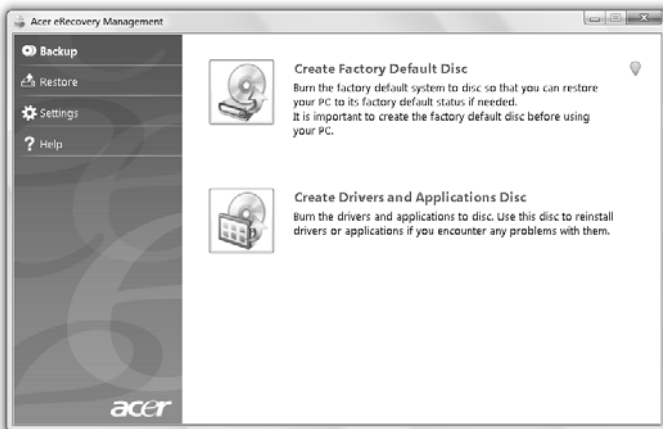 Acer eRecovery Management
Backup
Restore
Settings
Help
Create Factory Default Disc
Burn the factory default system to disc so that you can restore
your PC to its factory default status if needed.
It is important to create the factory default disc before using
your PC.
Create Drivers and Applications Disc
Burn the drivers and applications to disc. Use this disc to reinstall
drivers or applications if you encounter any problems with them.
acer